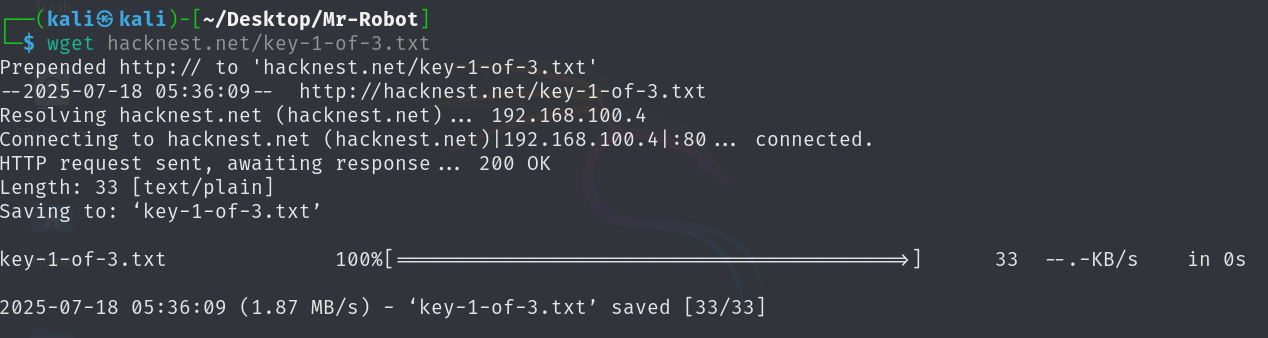 Trash
┌──(kali㉿kali)-[~/Desktop/Mr-Robot]
└─$ wget hacknest.net/key-1-of-3.txt
Prepended http:// to 'hacknest.net/key-1-of-3.txt'
--2025-07-18 05:36:09--  http://hacknest.net/key-1-of-3.txt
Resolving hacknest.net (hacknest.net)... 192.168.100.4
Connecting to hacknest.net (hacknest.net)|192.168.100.4|:80... connected.
HTTP request sent, awaiting response... 200 OK
Length: 33 [text/plain]
Saving to: ‘key-1-of-3.txt’
key-1-of-3.txt 100%[===================>] 33 --.-KB/s in 0s
2025-07-18 05:36:09 (1.87 MB/s) - ‘key-1-of-3.txt’ saved [33/33]